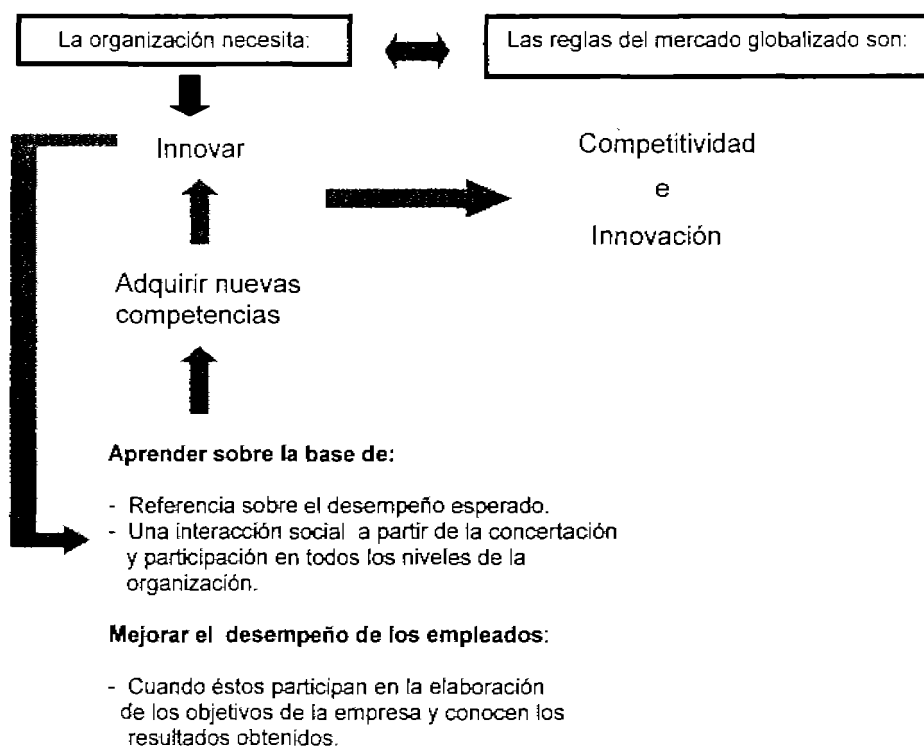 La organización necesita:
Las reglas del mercado globalizado son:
Innovar
Competitividad
e
Innovación
Adquirir nuevas
competencias
Aprender sobre la base de:
- Referencia sobre el desempeño esperado.
- Una interacción social a partir de la concertación
y participación en todos los niveles de la
organización.
Mejorar el desempeño de los empleados:
- Cuando éstos participan en la elaboración
de los objetivos de la empresa y conocen los
resultados obtenidos.